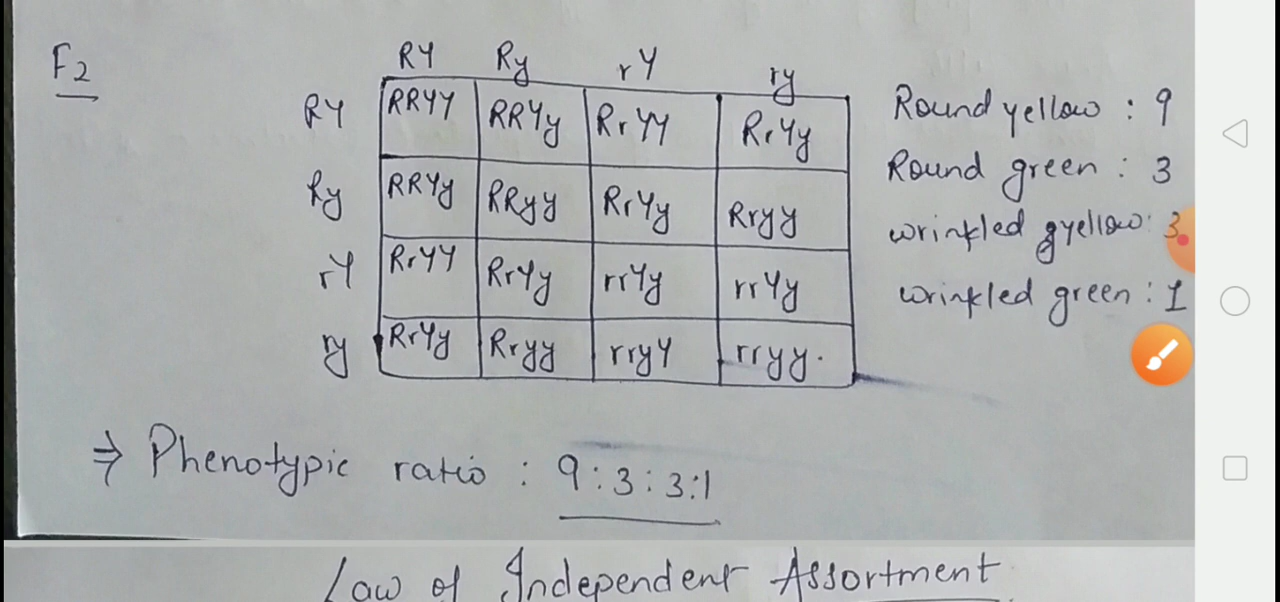 F2
RY Ry rY ry
RY RRYY RRYy RrYY RrYy
Ry RRYy RRyy RrYy Rryy
rY RrYY RrYy rrYy rrYy
ry RrYy Rryy rryY rryy.
Round yellow : 9
Round green : 3
wrinkled gyellow: 3
wrinkled green : 1
⇒ Phenotypic ratio : 9:3:3:1
Law of Independent Assortment